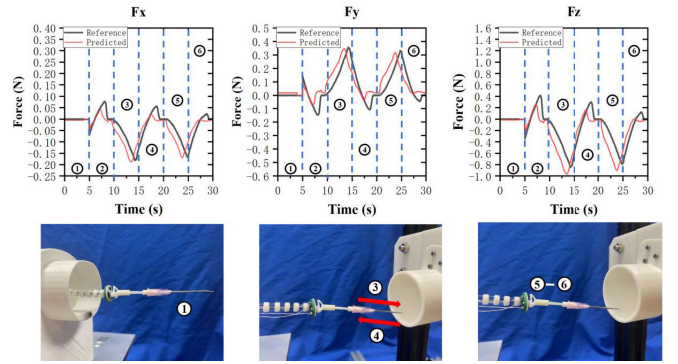 Fx
Reference
Predicted
Force (N)
0.40
0.35
0.30
0.25
0.20
0.15
0.10
0.05
0.00
-0.05
-0.10
-0.15
-0.20
-0.25
① ② ③ ④ ⑤ ⑥
0 5 10 15 20 25 30
Time (s)
Fy
Reference
Predicted
Force (N)
0.6
0.5
0.4
0.3
0.2
0.1
0.0
-0.1
-0.2
-0.3
-0.4
-0.5
-0.6
① ② ③ ④ ⑤ ⑥
0 5 10 15 20 25 30
Time (s)
Fz
Reference
Predicted
Force (N)
1.6
1.4
1.2
1.0
0.8
0.6
0.4
0.2
0.0
-0.2
-0.4
-0.6
-0.8
-1.0
① ② ③ ④ ⑤ ⑥
0 5 10 15 20 25 30
Time (s)
①
③
④
⑤-⑥